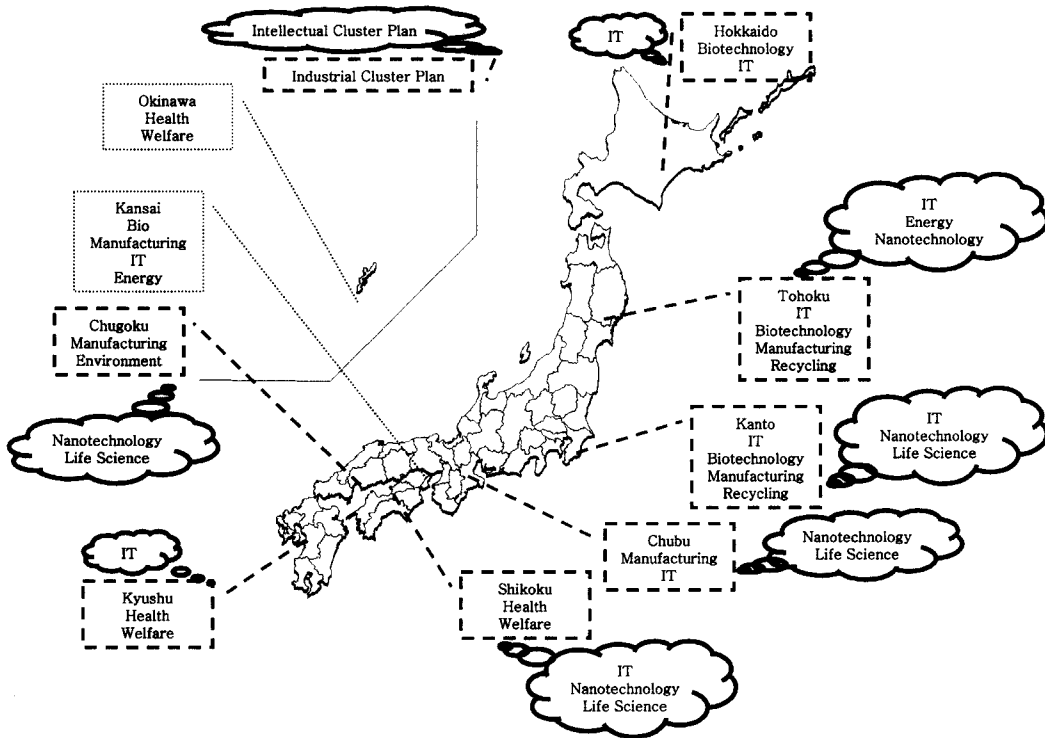 Intellectual Cluster Plan
Industrial Cluster Plan
IT
Hokkaido
Biotechnology
IT
Okinawa
Health
Welfare
Kansai
Bio
Manufacturing
IT
Energy
IT
Energy
Nanotechnology
Tohoku
IT
Biotechnology
Manufacturing
Recycling
Chugoku
Manufacturing
Environment
Nanotechnology
Life Science
Kanto
IT
Biotechnology
Manufacturing
Recycling
IT
Nanotechnology
Life Science
Chubu
Manufacturing
IT
Nanotechnology
Life Science
IT
Kyushu
Health
Welfare
Shikoku
Health
Welfare
IT
Nanotechnology
Life Science